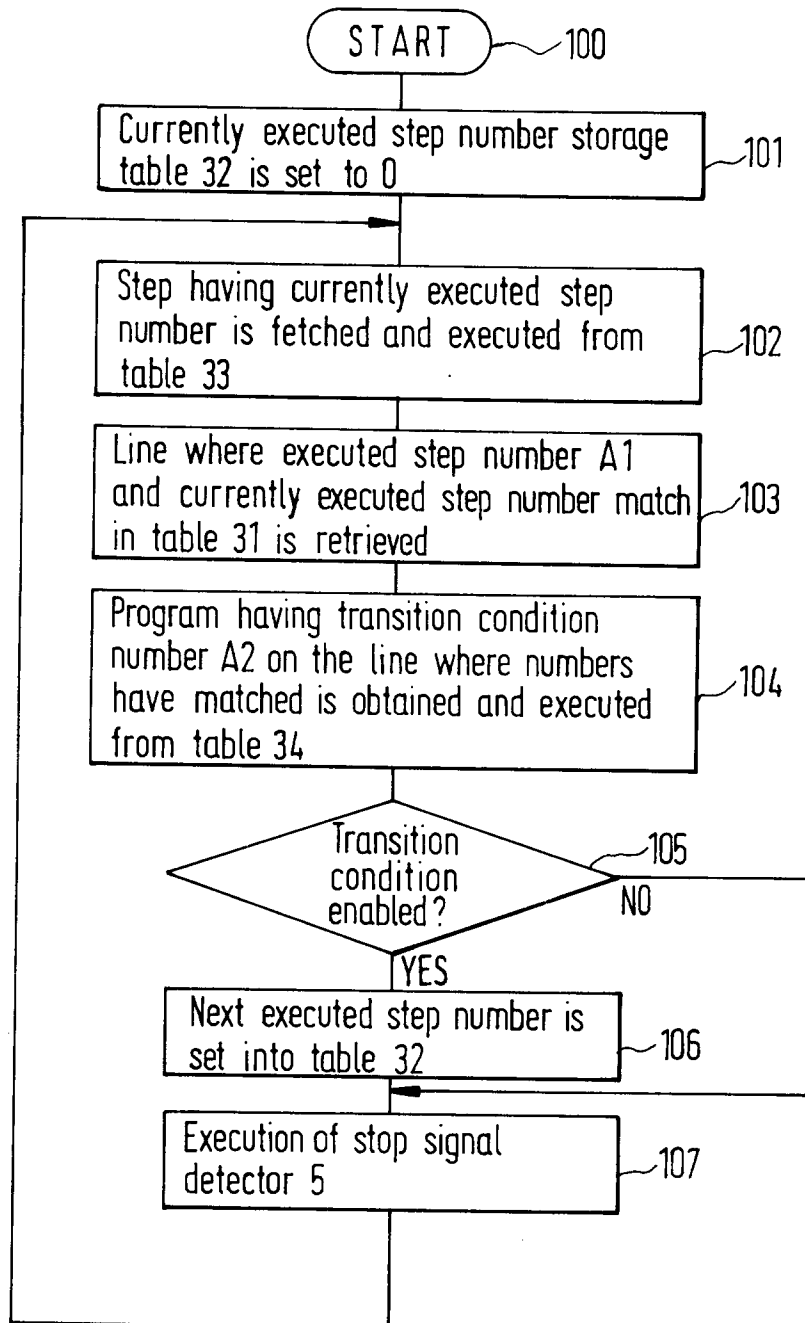 START
100
Currently executed step number storage
table 32 is set to 0
101
Step having currently executed step
number is fetched and executed from
table 33
102
Line where executed step number A1
and currently executed step number match
in table 31 is retrieved
103
Program having transition condition
number A2 on the line where numbers
have matched is obtained and executed
from table 34
104
Transition
condition
enabled?
105
NO
YES
Next executed step number is
set into table 32
106
Execution of stop signal
detector 5
107